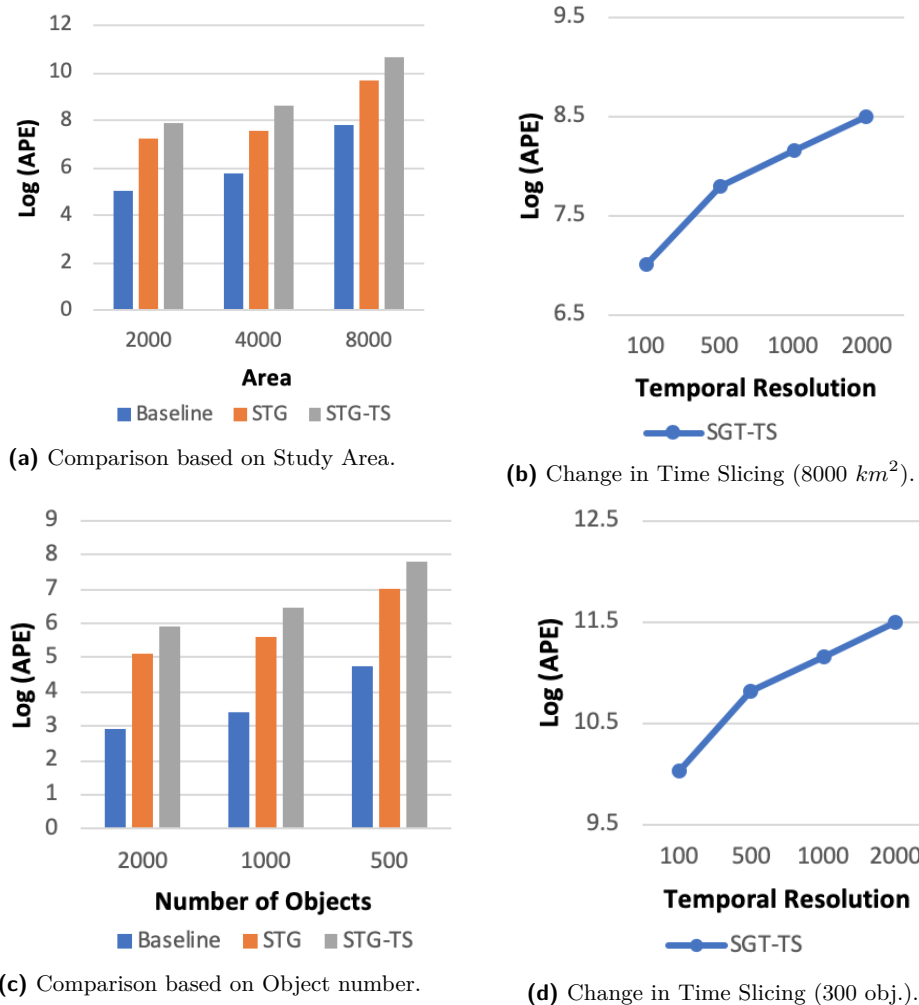 12
10
8
6
4
2
0
Log (APE)
2000 4000 8000
Area
Baseline STG STG-TS
(a) Comparison based on Study Area.
9.5
8.5
7.5
6.5
Log (APE)
100 500 1000 2000
Temporal Resolution
SGT-TS
(b) Change in Time Slicing (8000 km²).
9
8
7
6
5
4
3
2
1
0
Log (APE)
2000 1000 500
Number of Objects
Baseline STG STG-TS
(c) Comparison based on Object number.
12.5
11.5
10.5
9.5
Log (APE)
100 500 1000 2000
Temporal Resolution
SGT-TS
(d) Change in Time Slicing (300 obj.).